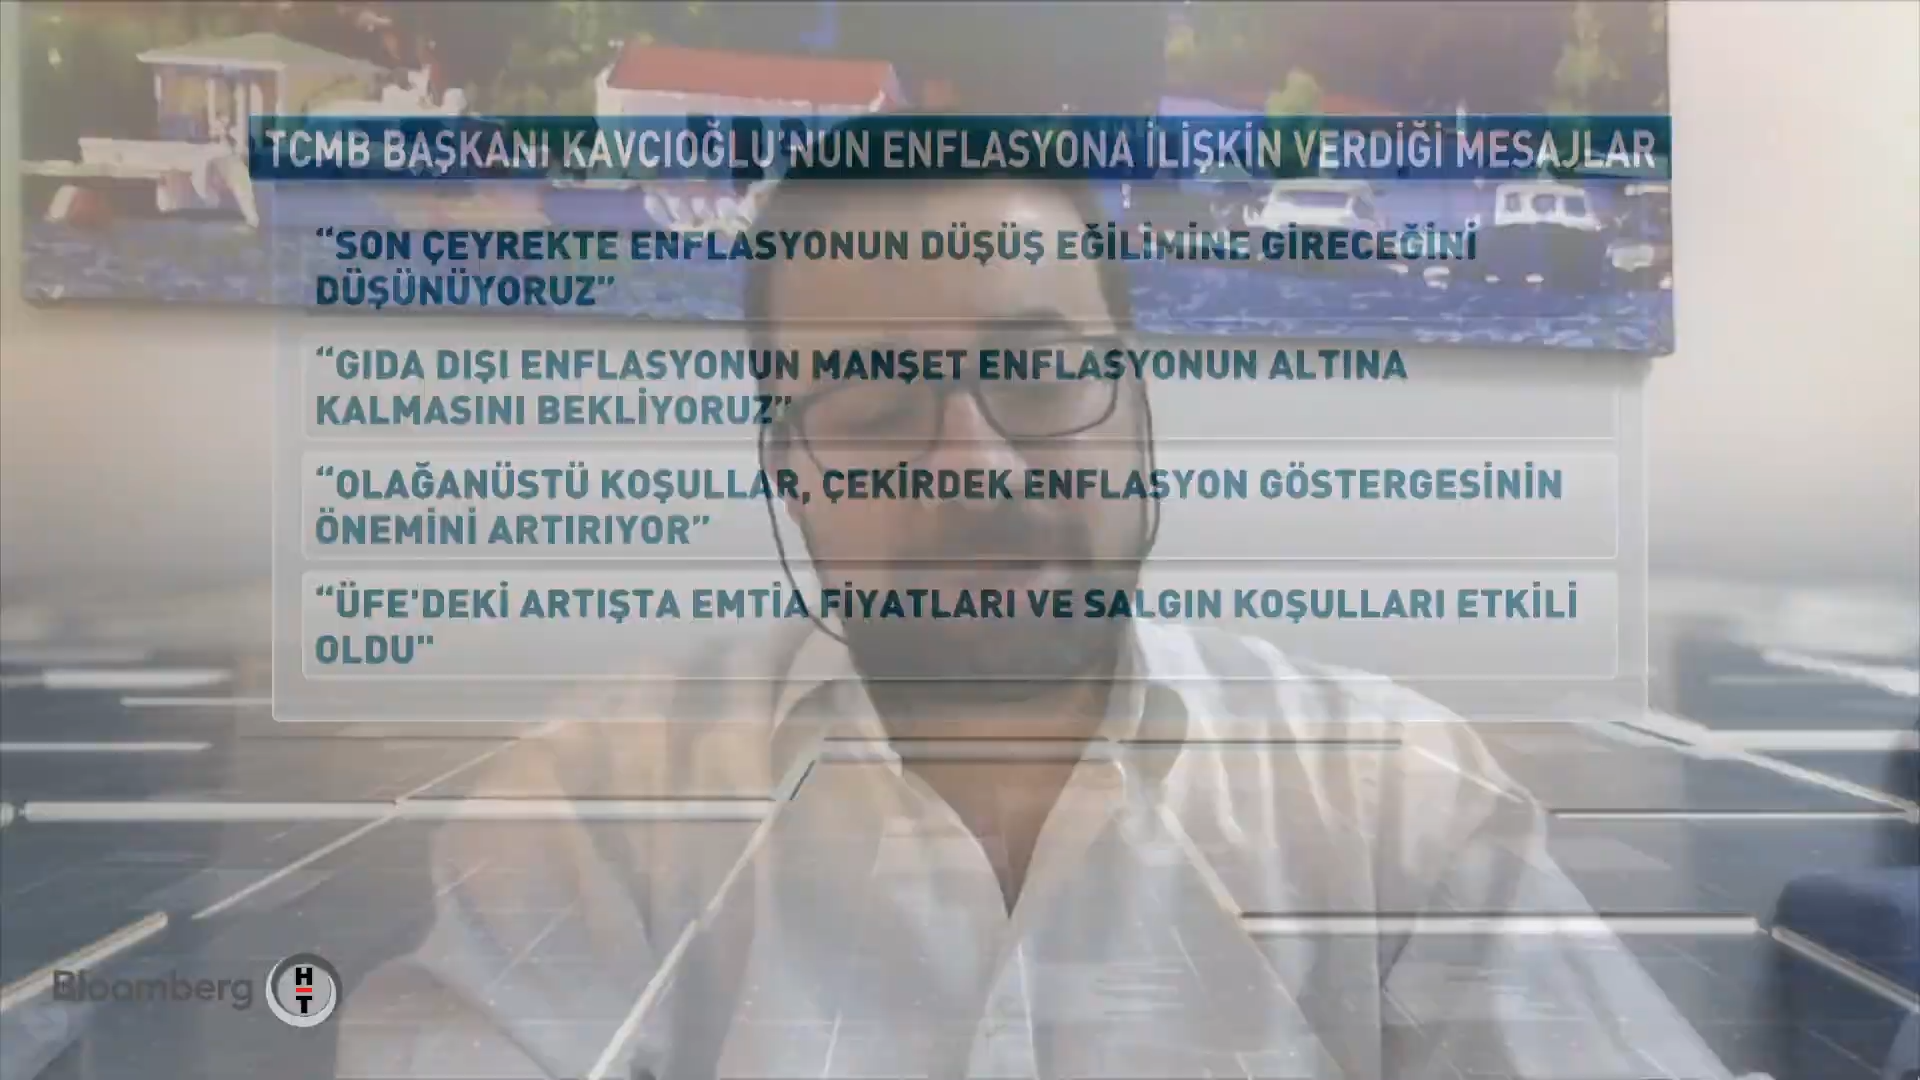 TCMB BAŞKANI KAVCIOĞLU'NUN ENFLASYONA İLİŞKİN VERDİĞİ MESAJLAR
“SON ÇEYREKTE ENFLASYONUN DÜŞÜŞ EĞİLİMİNE GİRECEĞİNİ
DÜŞÜNÜYORUZ”
“GIDA DIŞI ENFLASYONUN MANŞET ENFLASYONUN ALTINA
KALMASINI BEKLİYORUZ”
“OLAĞANÜSTÜ KOŞULLAR, ÇEKİRDEK ENFLASYON GÖSTERGESİNİN
ÖNEMİNİ ARTIRIYOR”
“ÜFE'DEKİ ARTIŞTA EMTİA FİYATLARI VE SALGIN KOŞULLARI ETKİLİ
OLDU"
Bloomberg HT